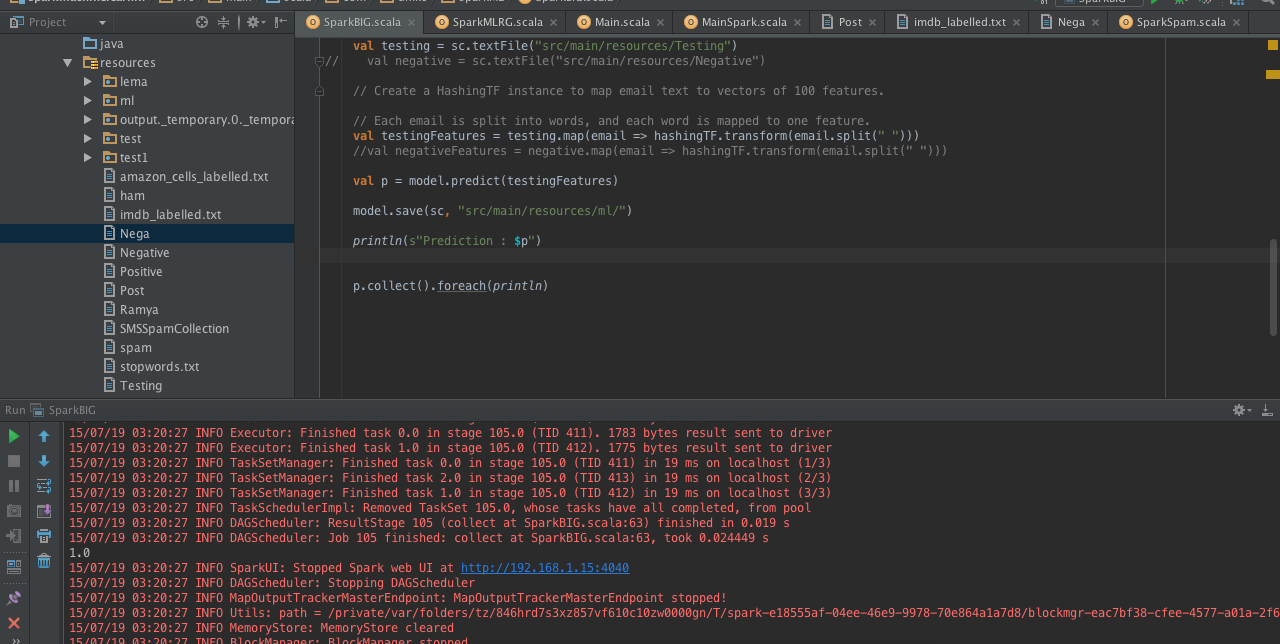 Project
SparkBIG.scala
SparkMLRG.scala
Main.scala
MainSpark.scala
Post
imdb_labelled.txt
Nega
SparkSpam.scala
java
resources
lema
ml
output._temporary.0._tempora
test
test1
amazon_cells_labelled.txt
ham
imdb_labelled.txt
Nega
Negative
Positive
Post
Ramya
SMSSpamCollection
spam
stopwords.txt
Testing
val testing = sc.textFile("src/main/resources/Testing")
// val negative = sc.textFile("src/main/resources/Negative")
// Create a HashingTF instance to map email text to vectors of 100 features.
// Each email is split into words, and each word is mapped to one feature.
val testingFeatures = testing.map(email => hashingTF.transform(email.split(" ")))
//val negativeFeatures = negative.map(email => hashingTF.transform(email.split(" ")))
val p = model.predict(testingFeatures)
model.save(sc, "src/main/resources/ml/")
println(s"Prediction : $p")
p.collect().foreach(println)
Run SparkBIG
15/07/19 03:20:27 INFO Executor: Finished task 0.0 in stage 105.0 (TID 411). 1783 bytes result sent to driver
15/07/19 03:20:27 INFO Executor: Finished task 1.0 in stage 105.0 (TID 412). 1775 bytes result sent to driver
15/07/19 03:20:27 INFO TaskSetManager: Finished task 0.0 in stage 105.0 (TID 411) in 19 ms on localhost (1/3)
15/07/19 03:20:27 INFO TaskSetManager: Finished task 2.0 in stage 105.0 (TID 413) in 19 ms on localhost (2/3)
15/07/19 03:20:27 INFO TaskSetManager: Finished task 1.0 in stage 105.0 (TID 412) in 19 ms on localhost (3/3)
15/07/19 03:20:27 INFO TaskSchedulerImpl: Removed TaskSet 105.0, whose tasks have all completed, from pool
15/07/19 03:20:27 INFO DAGScheduler: ResultStage 105 (collect at SparkBIG.scala:63) finished in 0.019 s
15/07/19 03:20:27 INFO DAGScheduler: Job 105 finished: collect at SparkBIG.scala:63, took 0.024449 s
1.0
15/07/19 03:20:27 INFO SparkUI: Stopped Spark web UI at http://192.168.1.15:4040
15/07/19 03:20:27 INFO DAGScheduler: Stopping DAGScheduler
15/07/19 03:20:27 INFO MapOutputTrackerMasterEndpoint: MapOutputTrackerMasterEndpoint stopped!
15/07/19 03:20:27 INFO Utils: path = /private/var/folders/tz/846hrd7s3xz857vf610c10zw0000gn/T/spark-e18555af-04ee-46e9-9978-70e864a1a7d8/blockmgr-eac7bf38-cfee-4577-a01a-2f6
15/07/19 03:20:27 INFO MemoryStore: MemoryStore cleared
15/07/19 03:20:27 INFO BlockManager: BlockManager stopped